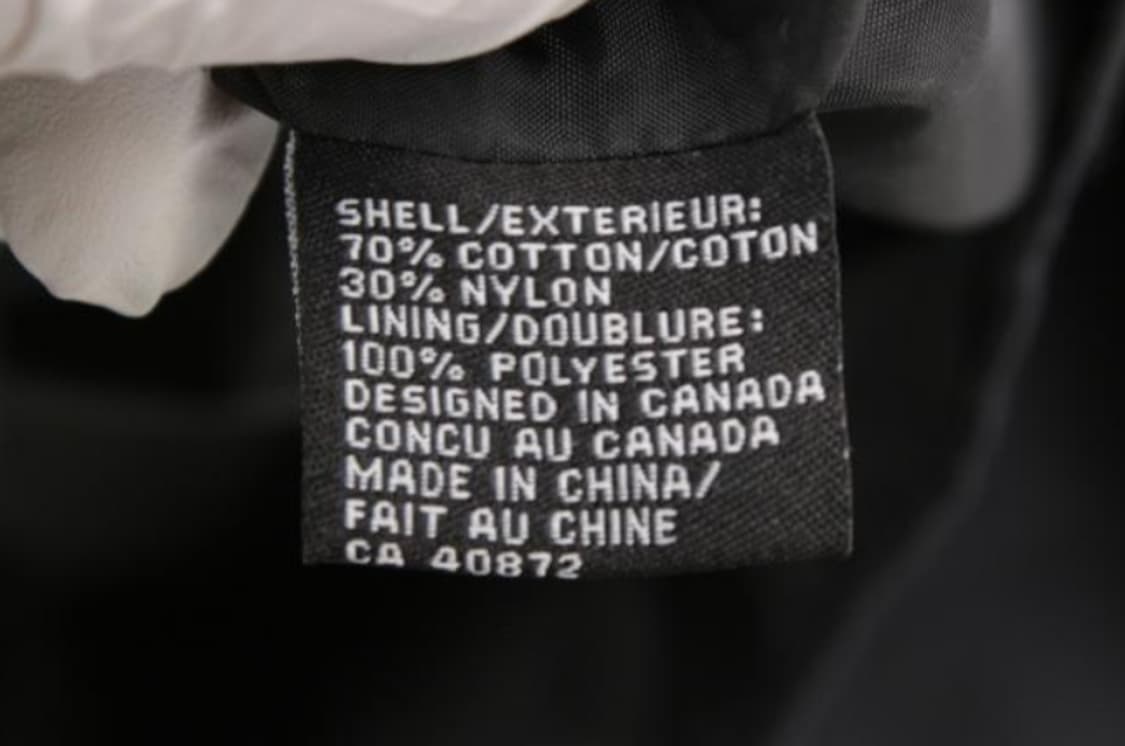 SHELL/EXTERIEUR:
70% COTTON/COTON
30% NYLON
LINING/DOUBLURE:
100% POLYESTER
DESIGNED IN CANADA
CONCU AU CANADA
MADE IN CHINA/
FAIT AU CHINE
CA 40872